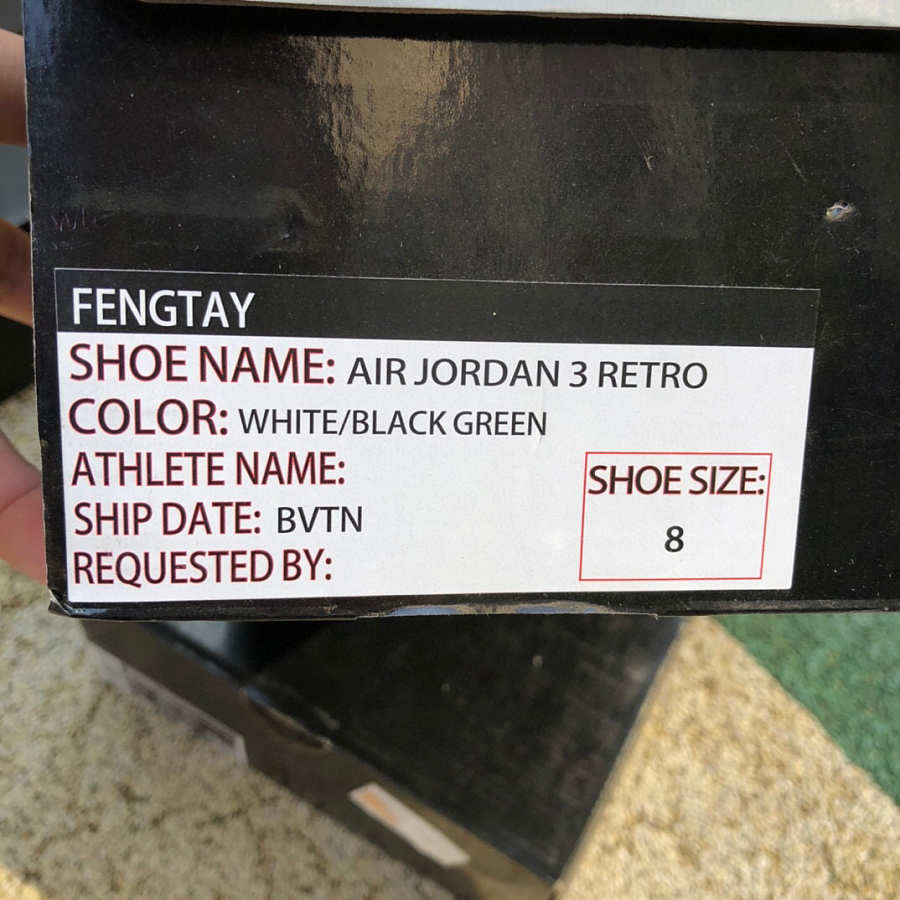 FENGTAY
SHOE NAME: AIR JORDAN 3 RETRO
COLOR: WHITE/BLACK GREEN
ATHLETE NAME:
SHIP DATE: BVTN
REQUESTED BY:
SHOE SIZE:
8